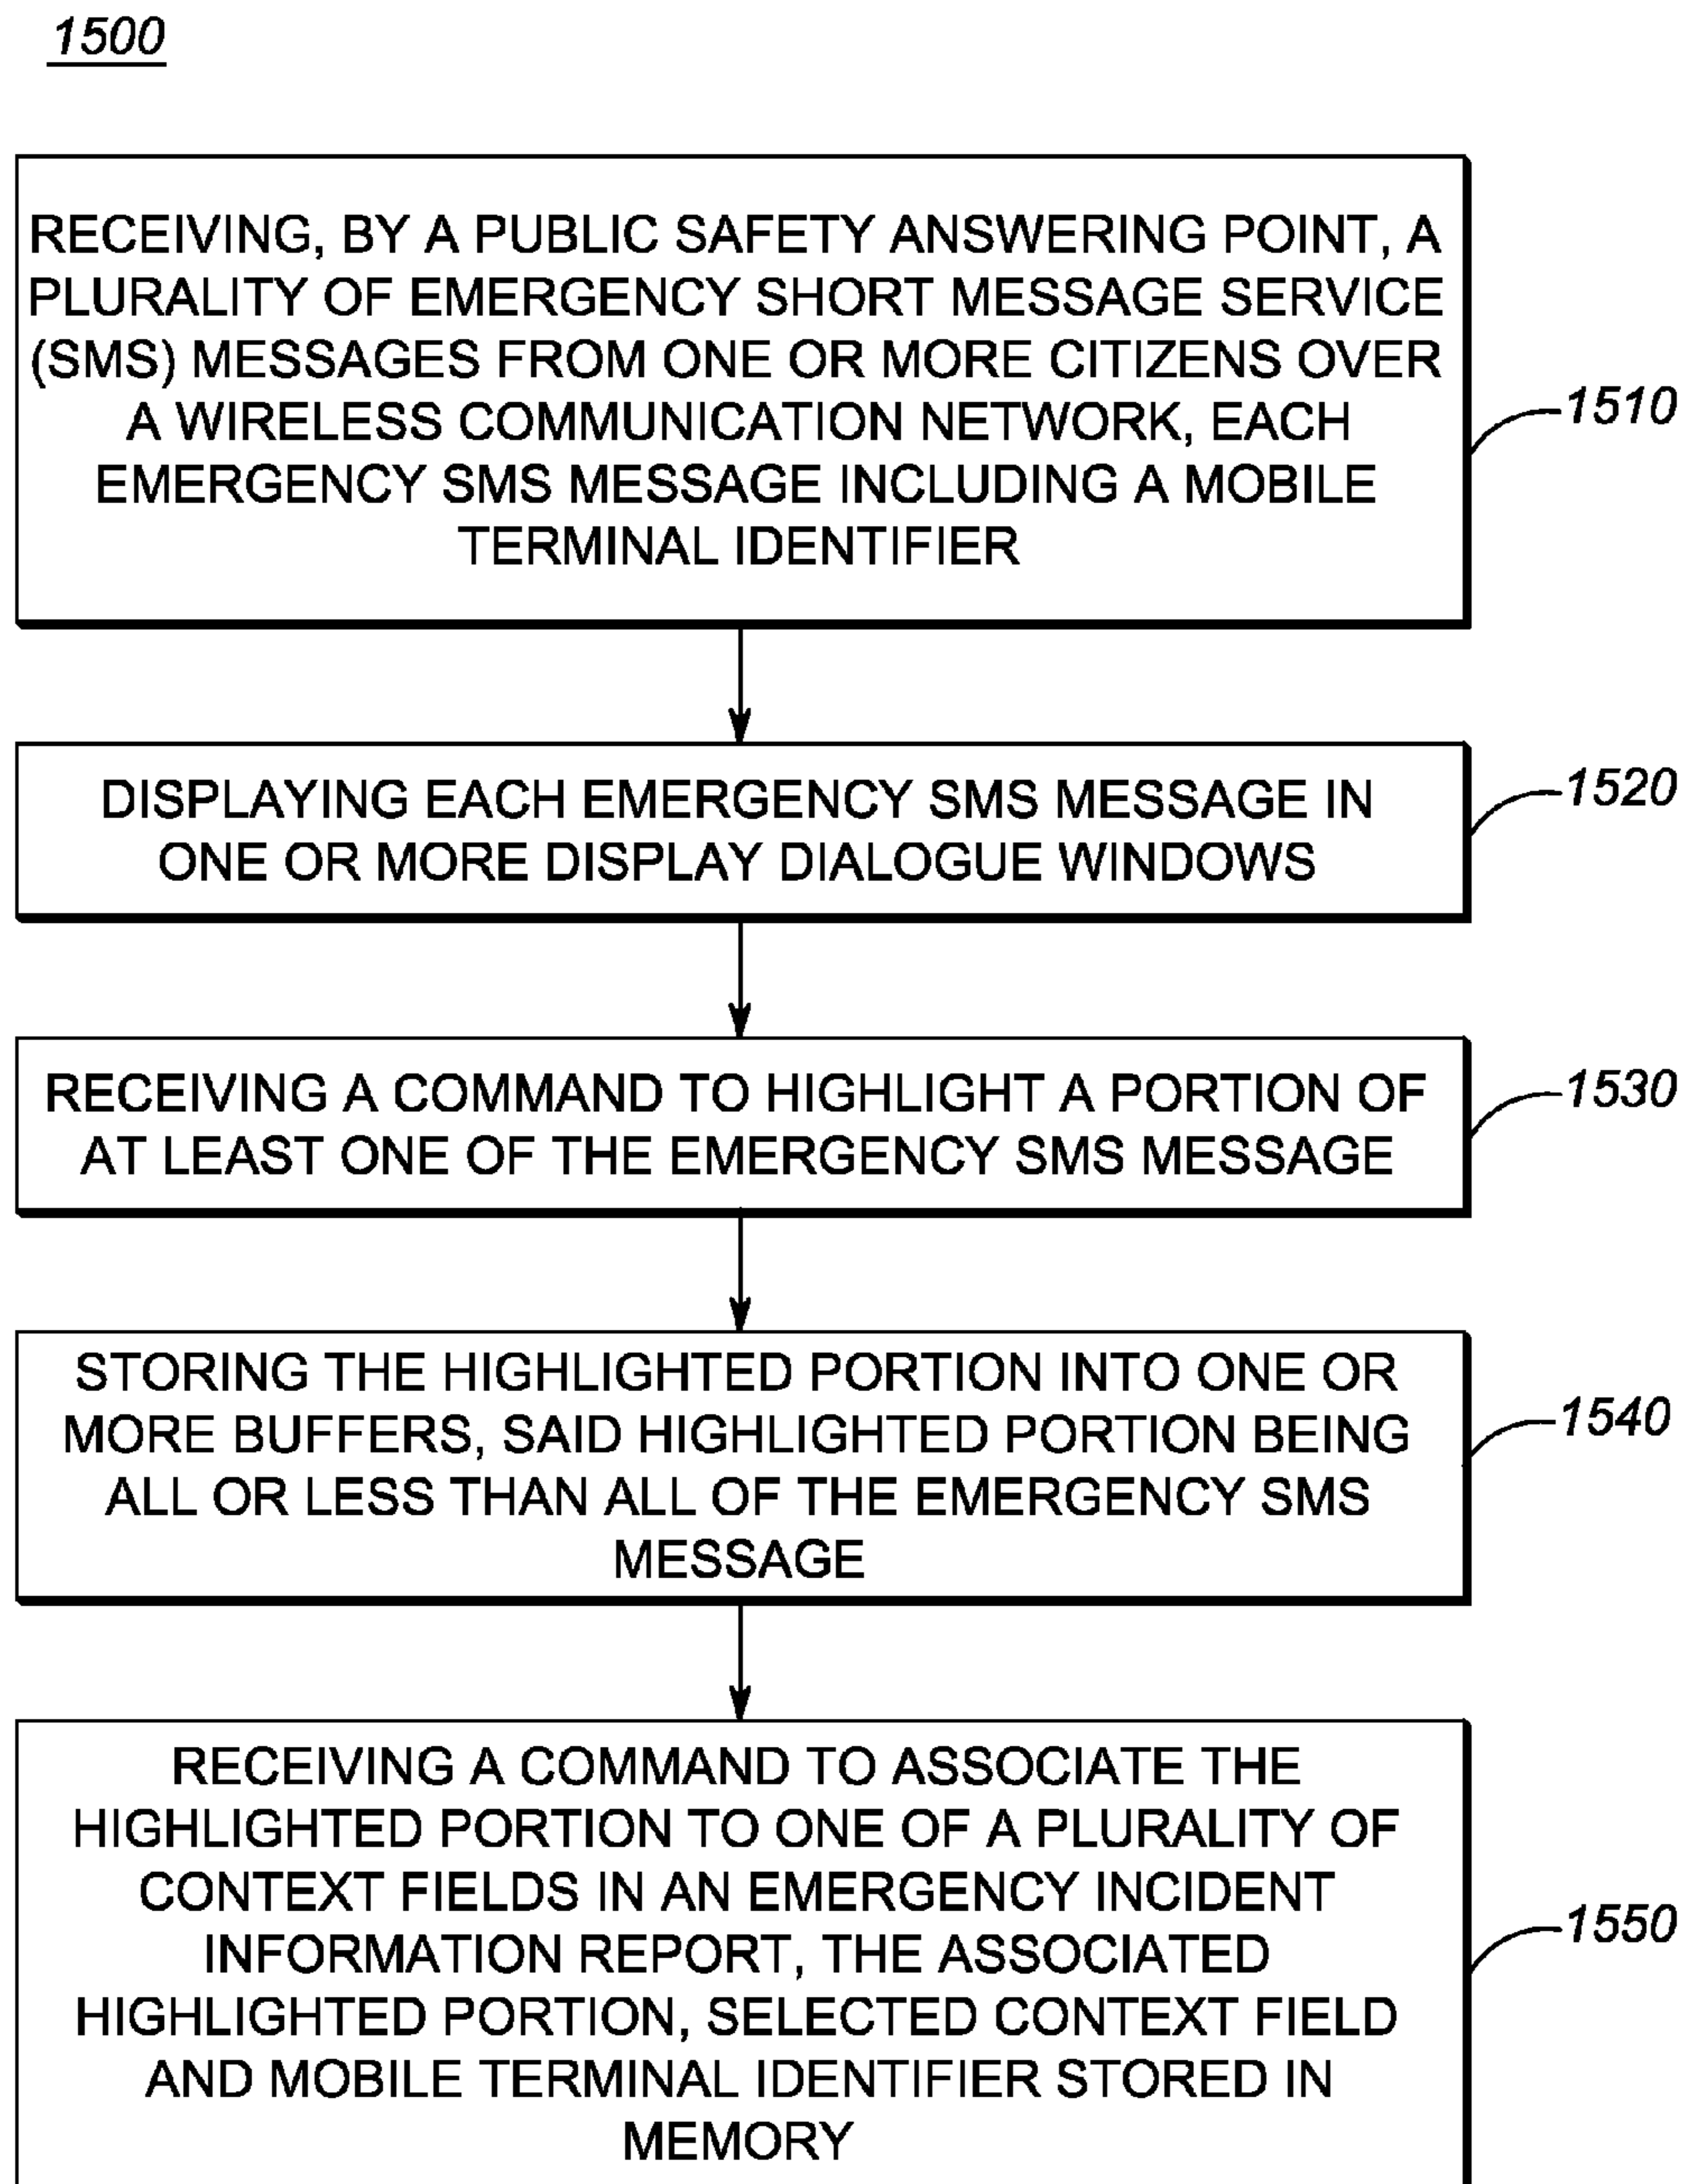 1500
RECEIVING, BY A PUBLIC SAFETY ANSWERING POINT, A
PLURALITY OF EMERGENCY SHORT MESSAGE SERVICE
(SMS) MESSAGES FROM ONE OR MORE CITIZENS OVER
A WIRELESS COMMUNICATION NETWORK, EACH
EMERGENCY SMS MESSAGE INCLUDING A MOBILE
TERMINAL IDENTIFIER
1510
DISPLAYING EACH EMERGENCY SMS MESSAGE IN
ONE OR MORE DISPLAY DIALOGUE WINDOWS
1520
RECEIVING A COMMAND TO HIGHLIGHT A PORTION OF
AT LEAST ONE OF THE EMERGENCY SMS MESSAGE
1530
STORING THE HIGHLIGHTED PORTION INTO ONE OR
MORE BUFFERS, SAID HIGHLIGHTED PORTION BEING
ALL OR LESS THAN ALL OF THE EMERGENCY SMS
MESSAGE
1540
RECEIVING A COMMAND TO ASSOCIATE THE
HIGHLIGHTED PORTION TO ONE OF A PLURALITY OF
CONTEXT FIELDS IN AN EMERGENCY INCIDENT
INFORMATION REPORT, THE ASSOCIATED
HIGHLIGHTED PORTION, SELECTED CONTEXT FIELD
AND MOBILE TERMINAL IDENTIFIER STORED IN
MEMORY
1550